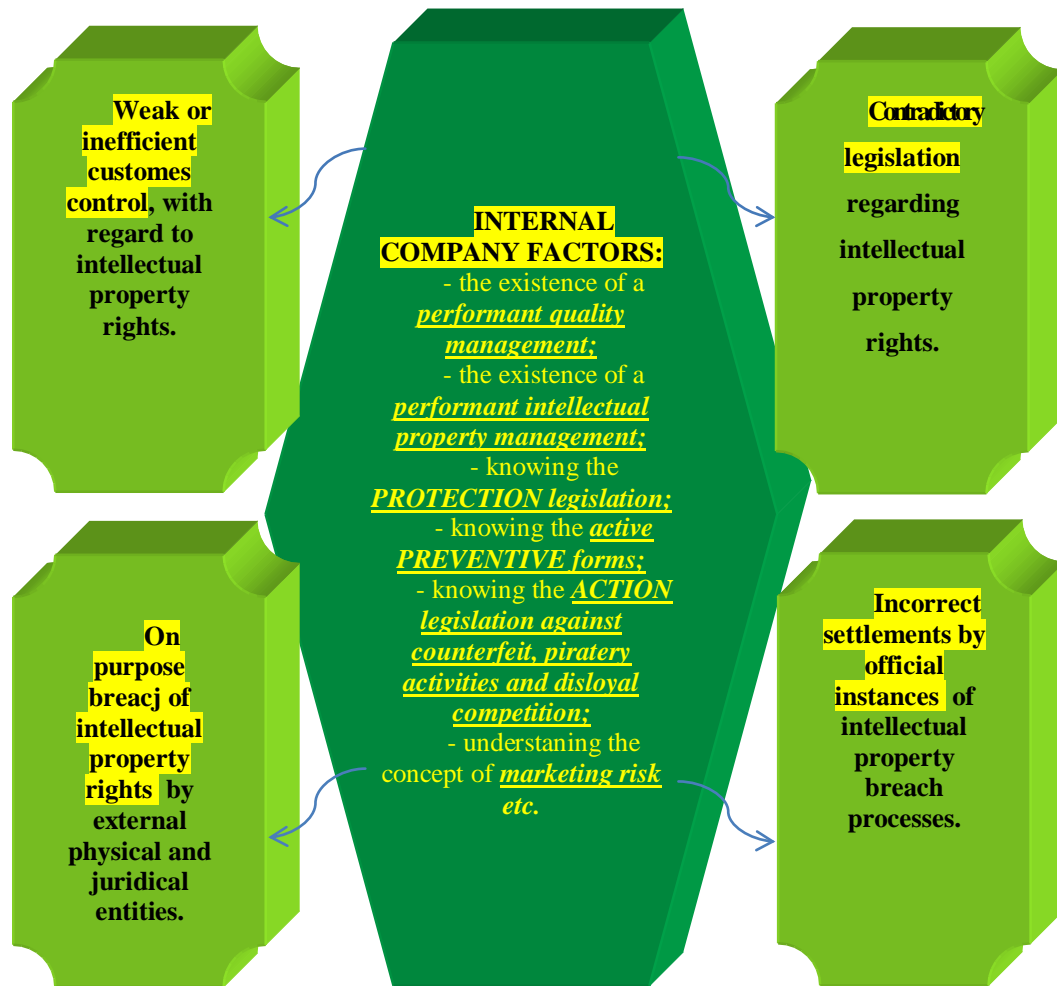 Weak or
inefficient
customes
control, with
regard to
intellectual
property
rights.
INTERNAL
COMPANY FACTORS:
- the existence of a
performant quality
management;
- the existence of a
performant intellectual
property management;
- knowing the
PROTECTION legislation;
- knowing the active
PREVENTIVE forms;
- knowing the ACTION
legislation against
counterfeit, piratery
activities and disloyal
competition;
- understaning the
concept of marketing risk
etc.
Contradictory
legislation
regarding
intellectual
property
rights.
On
purpose
breacj of
intellectual
property
rights by
external
physical and
juridical
entities.
Incorrect
settlements by
official
instances of
intellectual
property
breach
processes.